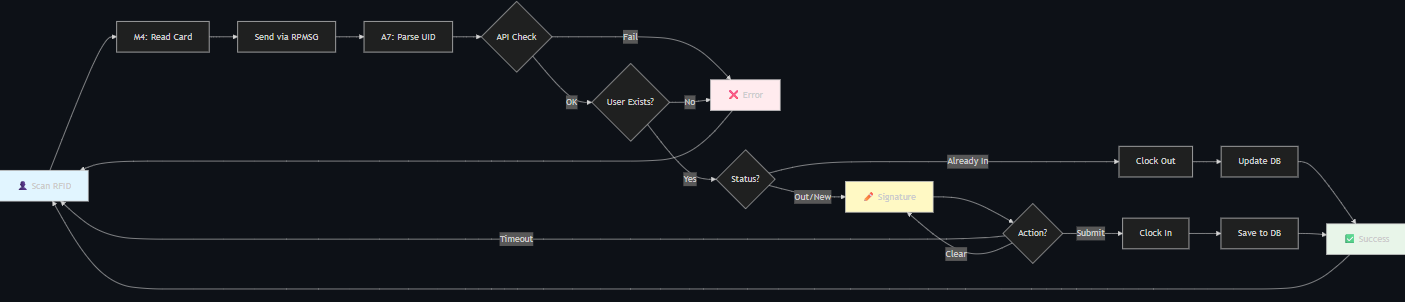 M4: Read Card
Send via RPMSG
A7: Parse UID
API Check
Fail
Error
OK
User Exists?
No
Scan RFID
Yes
Status?
Already In
Clock Out
Update DB
Out/New
Signature
Timeout
Action?
Submit
Clock In
Save to DB
Success
Clear